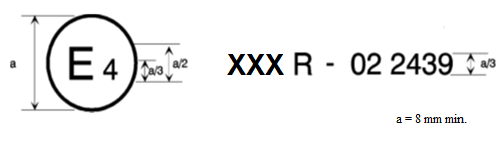 a E 4 a/3 a/2 XXX R - 02 2439 a/3
a = 8 mm min.